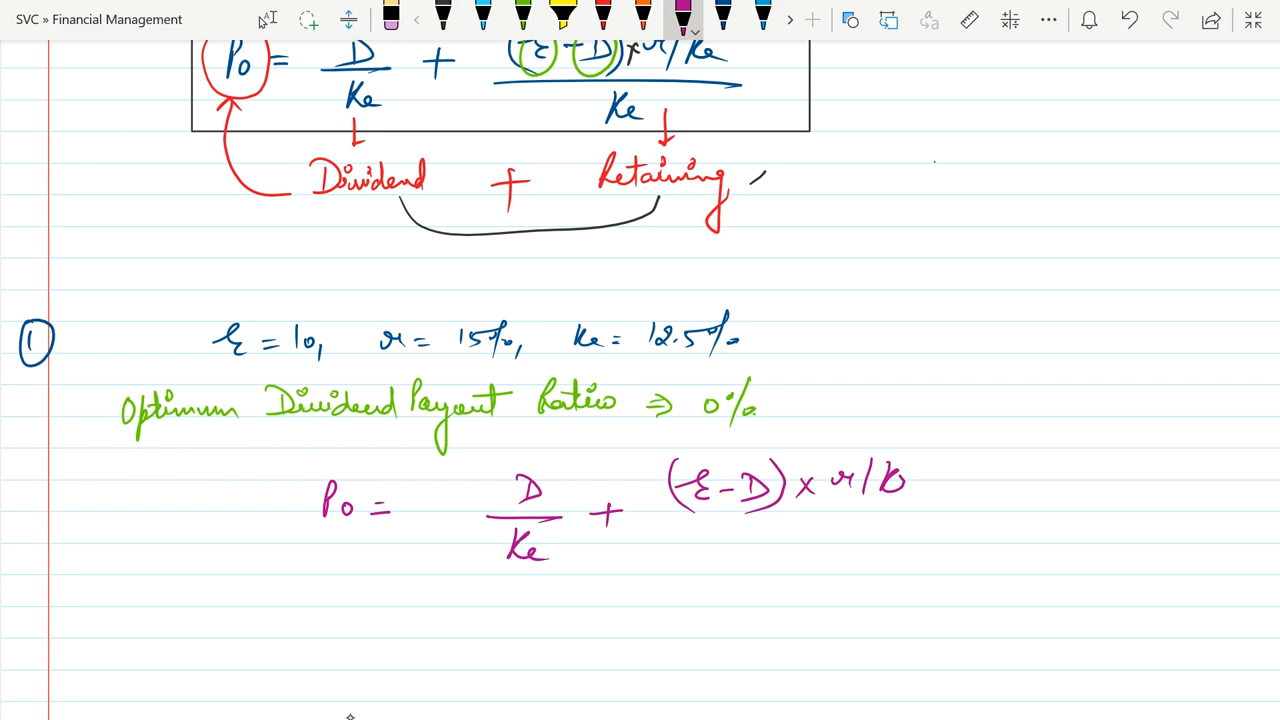 SVC » Financial Management
P0 = D/Ke + (E-D)×r/Ke / Ke
Dividend + Retaining
① E = 10, r = 15%, Ke = 12.5%
Optimum Dividend Payout Ratio ⇒ 0%
P0 = D/Ke + (E-D) × r/k